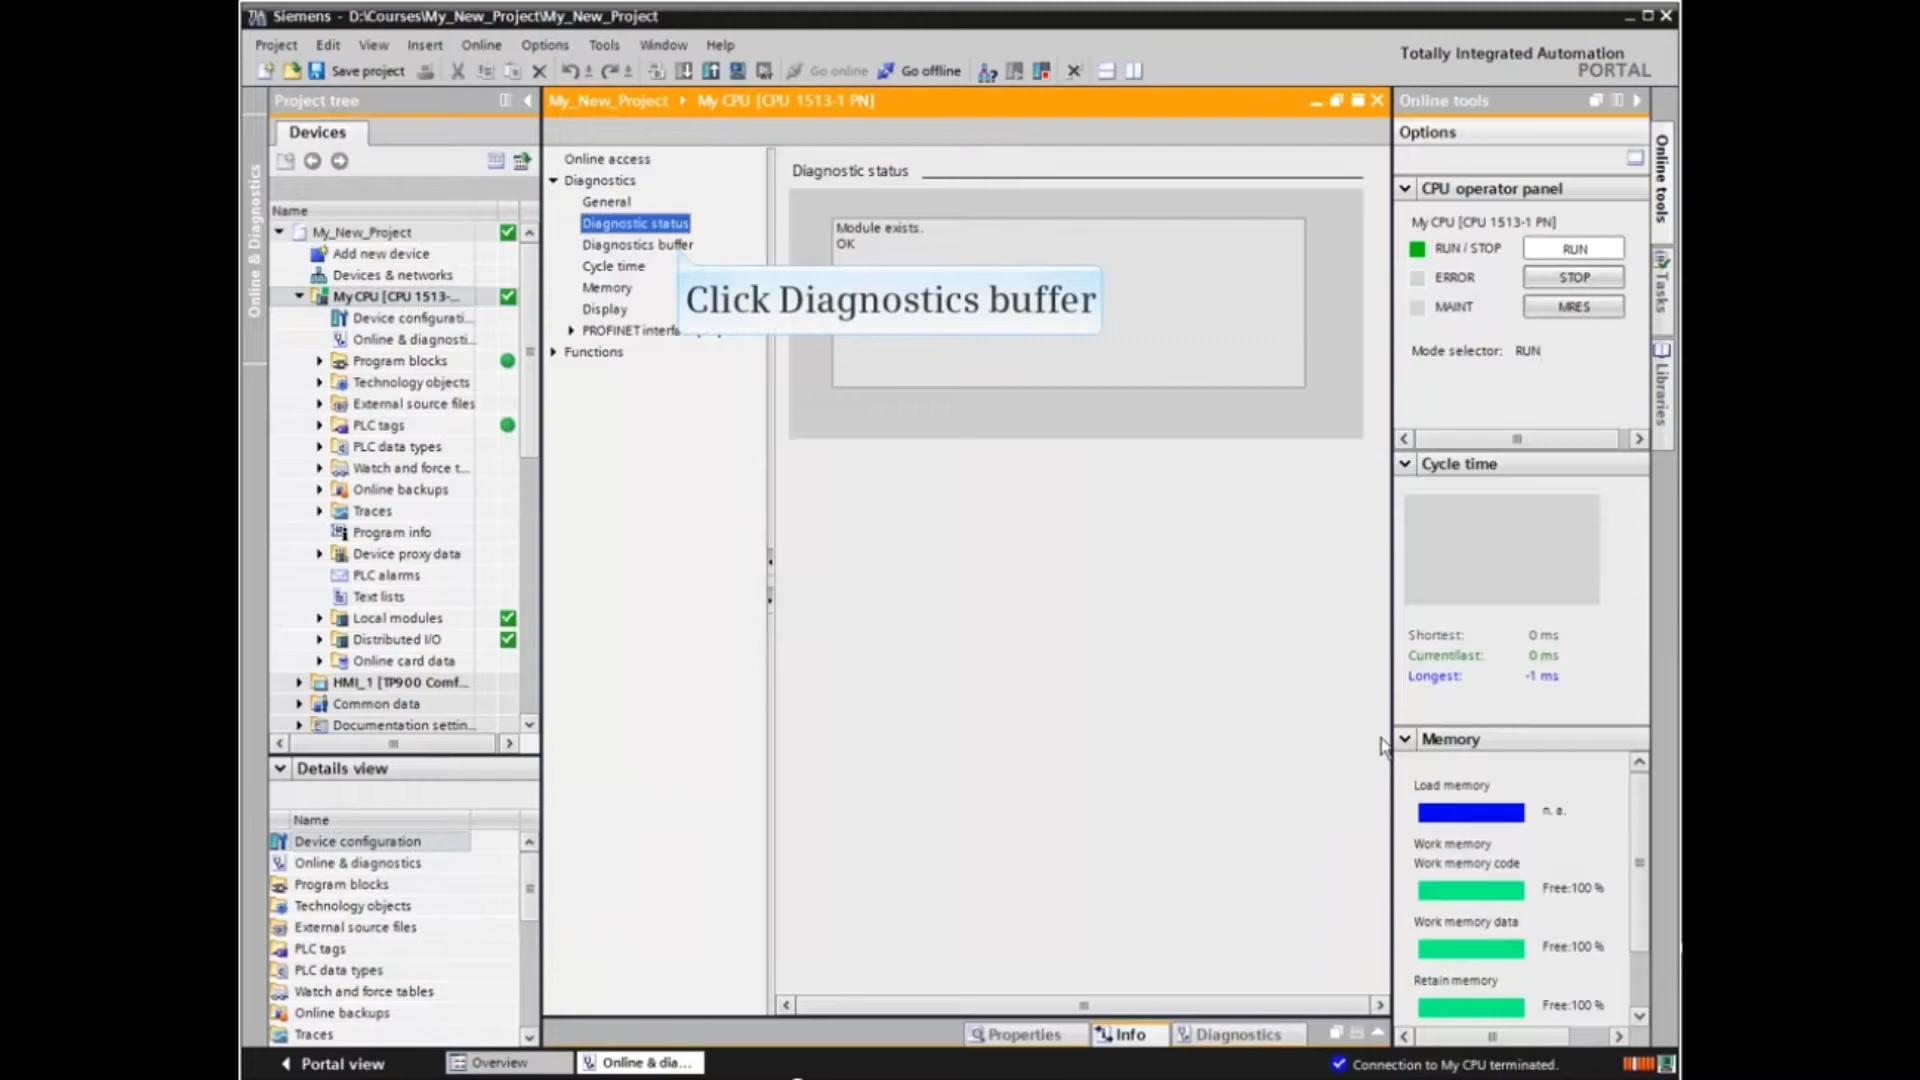 Siemens - D:\Courses\My_New_Project\My_New_Project
Project Edit View Insert Online Options Tools Window Help
Totally Integrated Automation
PORTAL
Save project
Go online
Go offline
Project tree
Devices
Name
My_New_Project
Add new device
Devices & networks
My CPU [CPU 1513-...
Device configurati...
Online & diagnosti...
Program blocks
Technology objects
External source files
PLC tags
PLC data types
Watch and force t...
Online backups
Traces
Program info
Device proxy data
PLC alarms
Text lists
Local modules
Distributed I/O
Online card data
HMI_1 [TP900 Comf...
Common data
Documentation settin...
Details view
Name
Device configuration
Online & diagnostics
Program blocks
Technology objects
External source files
PLC tags
PLC data types
Watch and force tables
Online backups
Traces
Online & Diagnostics
My_New_Project
My CPU [CPU 1513-1 PN]
Online access
Diagnostics
General
Diagnostic status
Diagnostics buffer
Cycle time
Memory
Display
PROFINET interfa
Functions
Click Diagnostics buffer
Diagnostic status
Module exists.
OK
Properties
Info
Diagnostics
Online tools
Options
CPU operator panel
My CPU [CPU 1513-1 PN]
RUN / STOP RUN
ERROR STOP
MAINT MRES
Mode selector: RUN
Cycle time
Shortest: 0 ms
Current/last: 0 ms
Longest: -1 ms
Memory
Load memory
n. a.
Work memory
Work memory code
Free:100 %
Work memory data
Free:100 %
Retain memory
Free:100 %
Online tools
Tasks
Libraries
Portal view
Overview
Online & dia...
Connection to My CPU terminated.